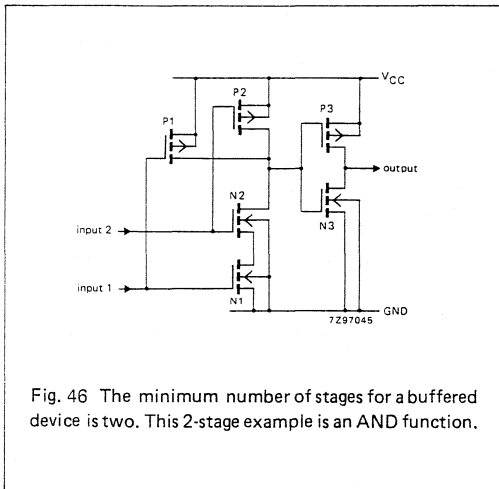 VCC
P2
P3
P1
output
N2
N3
input 2
input 1
N1
GND
7Z97045
Fig. 46 The minimum number of stages for a buffered
device is two. This 2-stage example is an AND function.